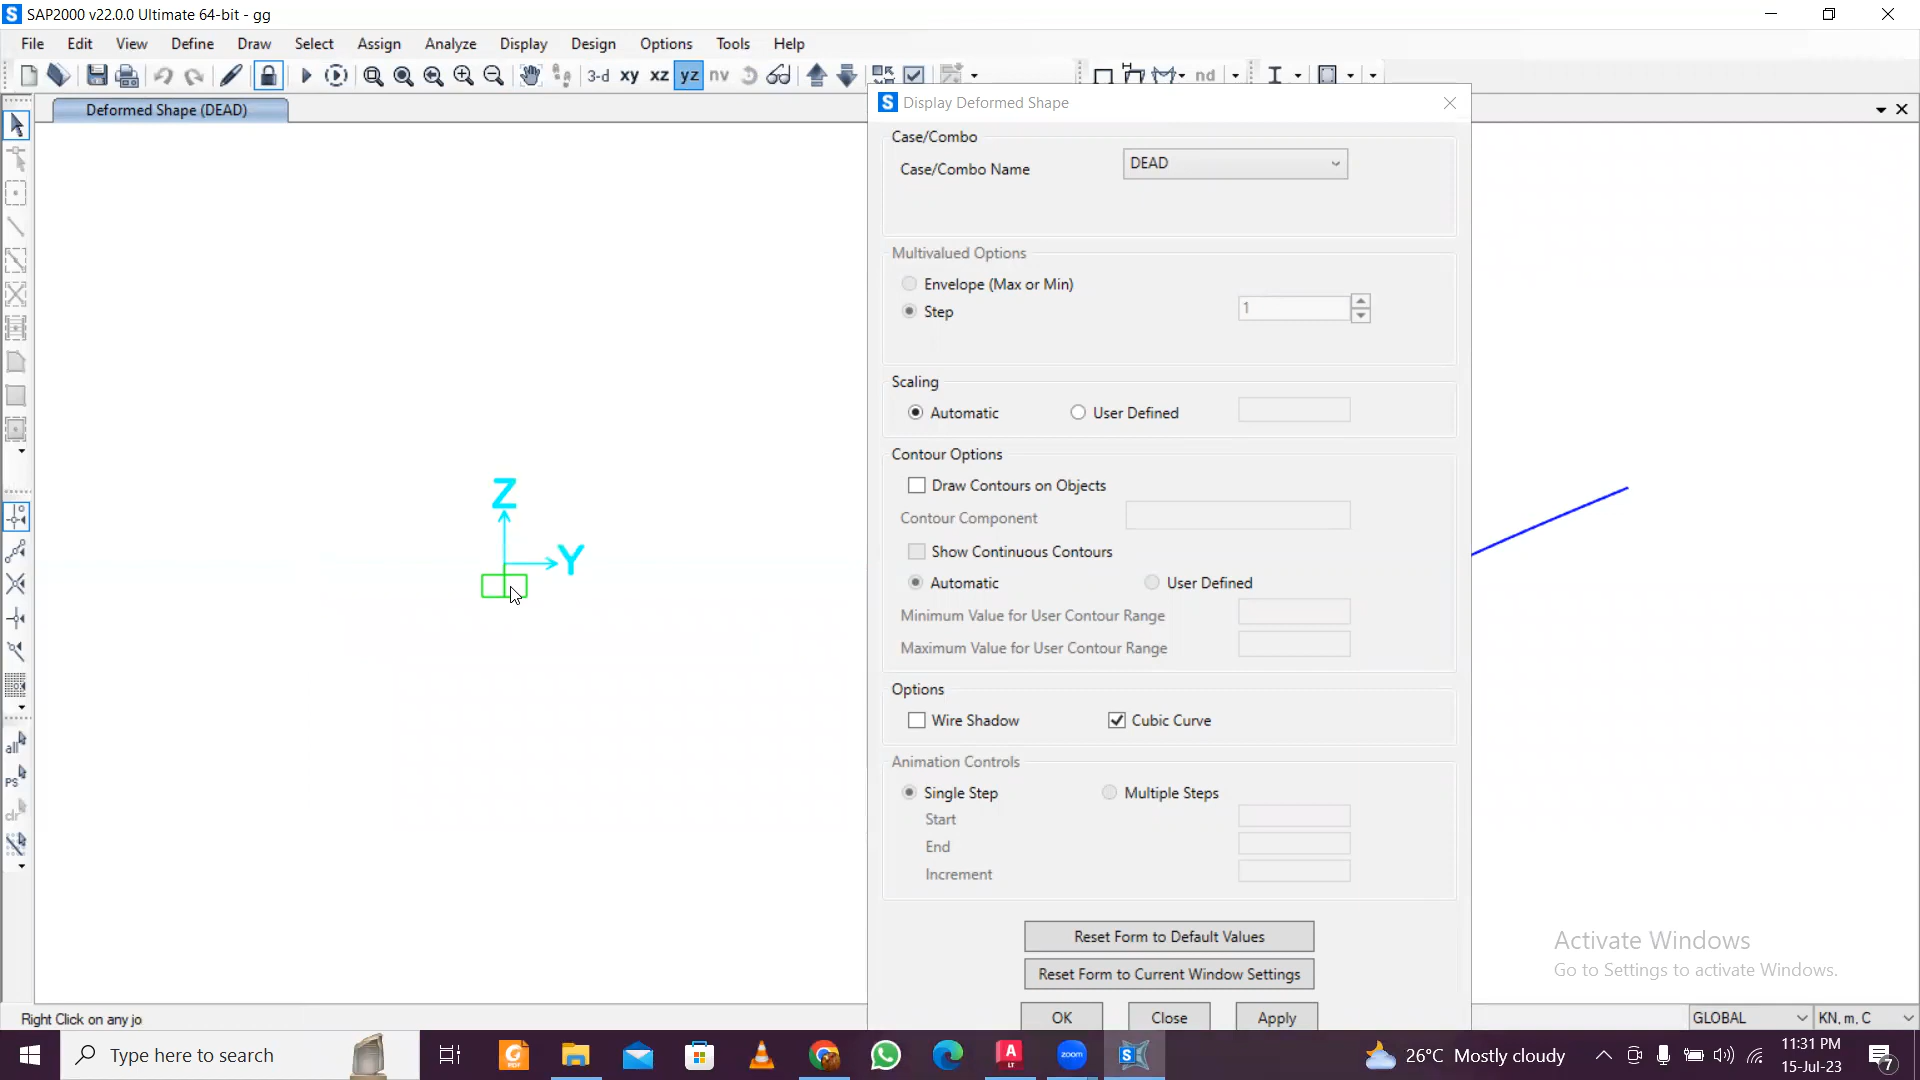 SAP2000 v22.0.0 Ultimate 64-bit - gg
File Edit View Define Draw Select Assign Analyze Display Design Options Tools Help
3-d xy xz yz nv nd
Deformed Shape (DEAD)
Display Deformed Shape
Case/Combo
Case/Combo Name DEAD
Multivalued Options
Envelope (Max or Min)
Step 1
Scaling
Automatic User Defined
Contour Options
Draw Contours on Objects
Contour Component
Show Continuous Contours
Automatic User Defined
Minimum Value for User Contour Range
Maximum Value for User Contour Range
Options
Wire Shadow Cubic Curve
Animation Controls
Single Step Multiple Steps
Start
End
Increment
Reset Form to Default Values
Reset Form to Current Window Settings
OK Close Apply
Z
Y
all
PS
dr
Activate Windows
Go to Settings to activate Windows.
Right Click on any jo
GLOBAL KN, m, C
Type here to search
zoom
26°C Mostly cloudy
11:31 PM
15-Jul-23
7